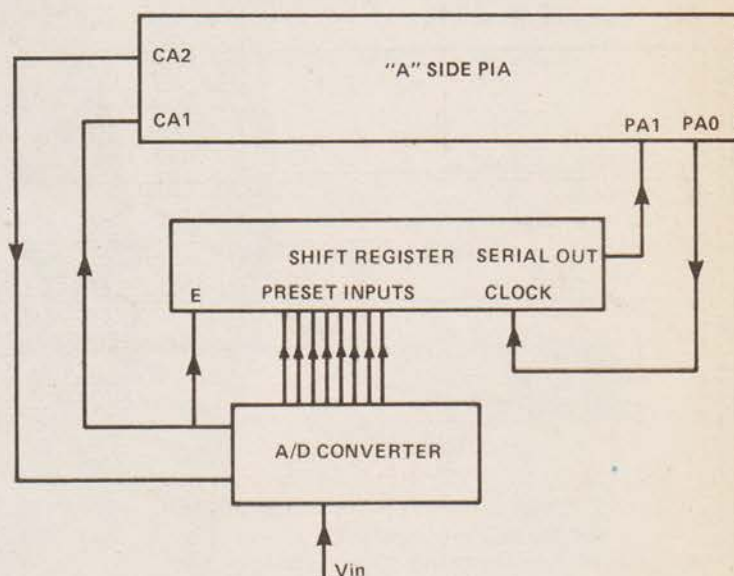 CA2
"A" SIDE PIA
CA1
PA1 PA0
SHIFT REGISTER SERIAL OUT
E PRESET INPUTS CLOCK
A/D CONVERTER
Vin